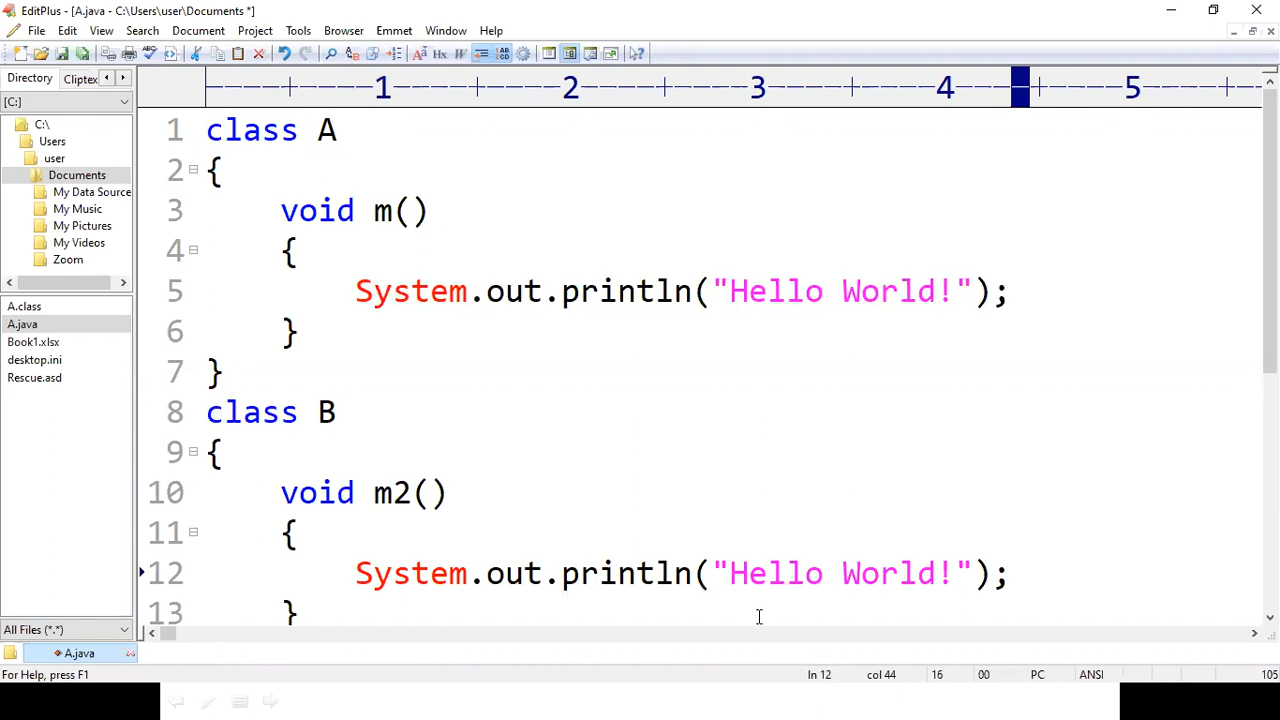 EditPlus - [A.java - C:\Users\user\Documents *]
File Edit View Search Document Project Tools Browser Emmet Window Help
Directory Cliptex
[C:]
C:\
Users
user
Documents
My Data Source
My Music
My Pictures
My Videos
Zoom
A.class
A.java
Book1.xlsx
desktop.ini
Rescue.asd
All Files (*.*)
----+----1----+----2----+----3----+----4----+----5----+--
1 class A
2 {
3 void m()
4 {
5 System.out.println("Hello World!");
6 }
7 }
8 class B
9 {
10 void m2()
11 {
12 System.out.println("Hello World!");
13 }
A.java
For Help, press F1 ln 12 col 44 16 00 PC ANSI 105